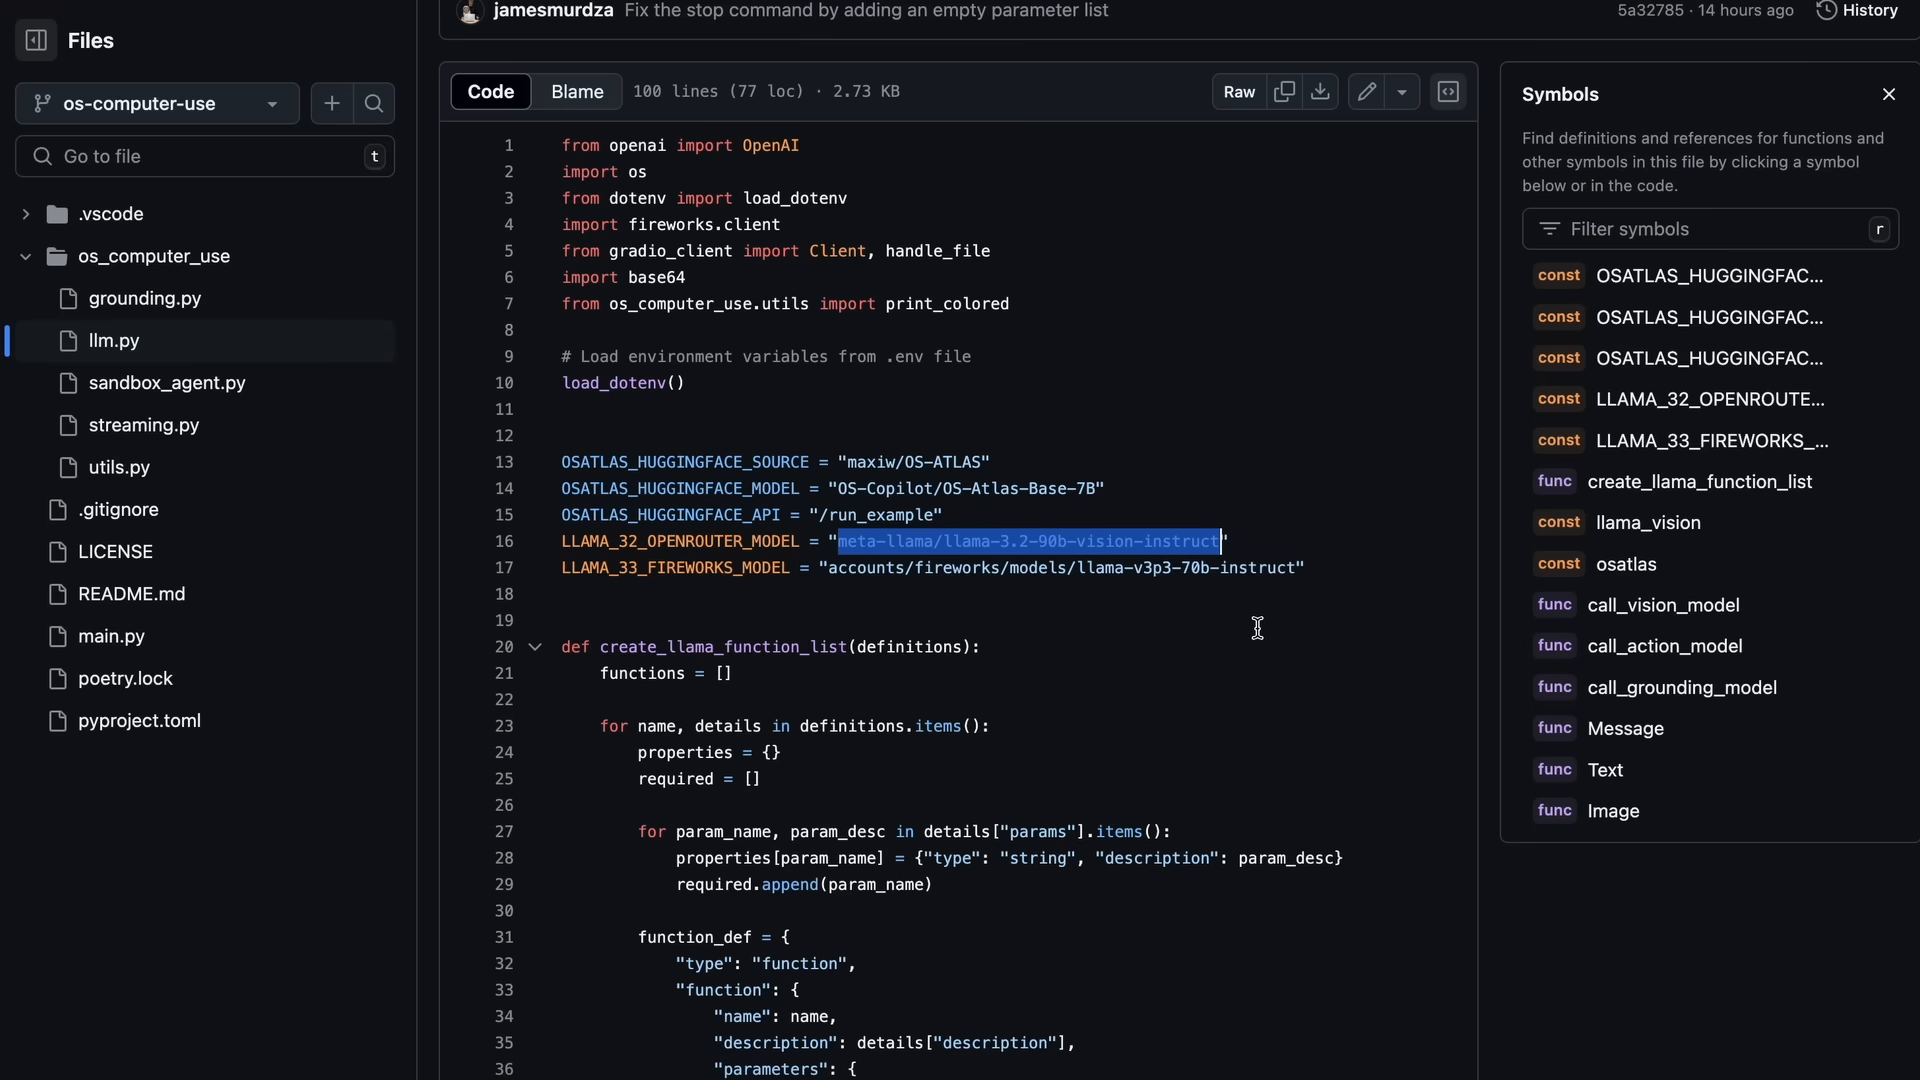 jamesmurdza Fix the stop command by adding an empty parameter list
5a32785 · 14 hours ago
History
Files
os-computer-use
Go to file
t
.vscode
os_computer_use
grounding.py
llm.py
sandbox_agent.py
streaming.py
utils.py
.gitignore
LICENSE
README.md
main.py
poetry.lock
pyproject.toml
Code
Blame
100 lines (77 loc) · 2.73 KB
Raw
1 from openai import OpenAI
2 import os
3 from dotenv import load_dotenv
4 import fireworks.client
5 from gradio_client import Client, handle_file
6 import base64
7 from os_computer_use.utils import print_colored
8
9 # Load environment variables from .env file
10 load_dotenv()
11
12
13 OSATLAS_HUGGINGFACE_SOURCE = "maxiw/OS-ATLAS"
14 OSATLAS_HUGGINGFACE_MODEL = "OS-Copilot/OS-Atlas-Base-7B"
15 OSATLAS_HUGGINGFACE_API = "/run_example"
16 LLAMA_32_OPENROUTER_MODEL = "meta-llama/llama-3.2-90b-vision-instruct"
17 LLAMA_33_FIREWORKS_MODEL = "accounts/fireworks/models/llama-v3p3-70b-instruct"
18
19
20 def create_llama_function_list(definitions):
21     functions = []
22
23     for name, details in definitions.items():
24         properties = {}
25         required = []
26
27         for param_name, param_desc in details["params"].items():
28             properties[param_name] = {"type": "string", "description": param_desc}
29             required.append(param_name)
30
31         function_def = {
32             "type": "function",
33             "function": {
34                 "name": name,
35                 "description": details["description"],
36                 "parameters": {
Symbols
Find definitions and references for functions and
other symbols in this file by clicking a symbol
below or in the code.
Filter symbols
r
const OSATLAS_HUGGINGFAC...
const OSATLAS_HUGGINGFAC...
const OSATLAS_HUGGINGFAC...
const LLAMA_32_OPENROUTE...
const LLAMA_33_FIREWORKS_...
func create_llama_function_list
const llama_vision
const osatlas
func call_vision_model
func call_action_model
func call_grounding_model
func Message
func Text
func Image